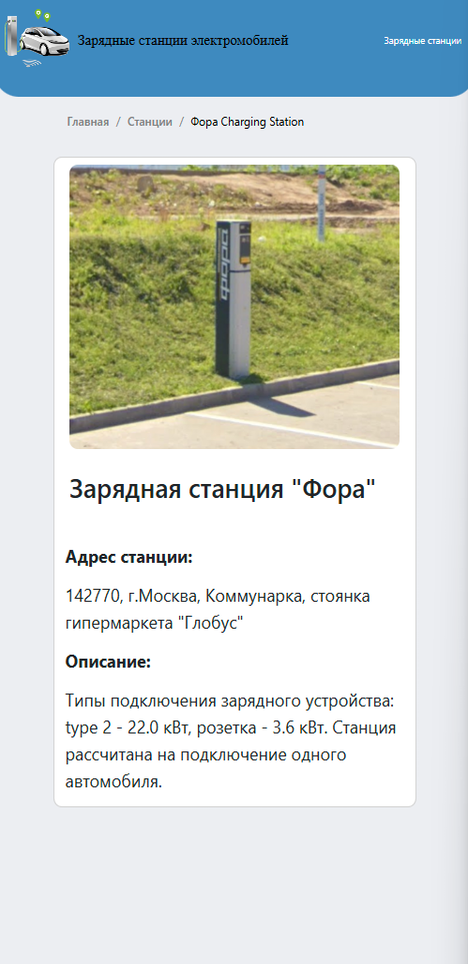 Зарядные станции электромобилей
Зарядные станции
Главная / Станции / Фора Charging Station
фора
Зарядная станция "Фора"
Адрес станции:
142770, г.Москва, Коммунарка, стоянка
гипермаркета "Глобус"
Описание:
Типы подключения зарядного устройства:
type 2 - 22.0 кВт, розетка - 3.6 кВт. Станция
рассчитана на подключение одного
автомобиля.